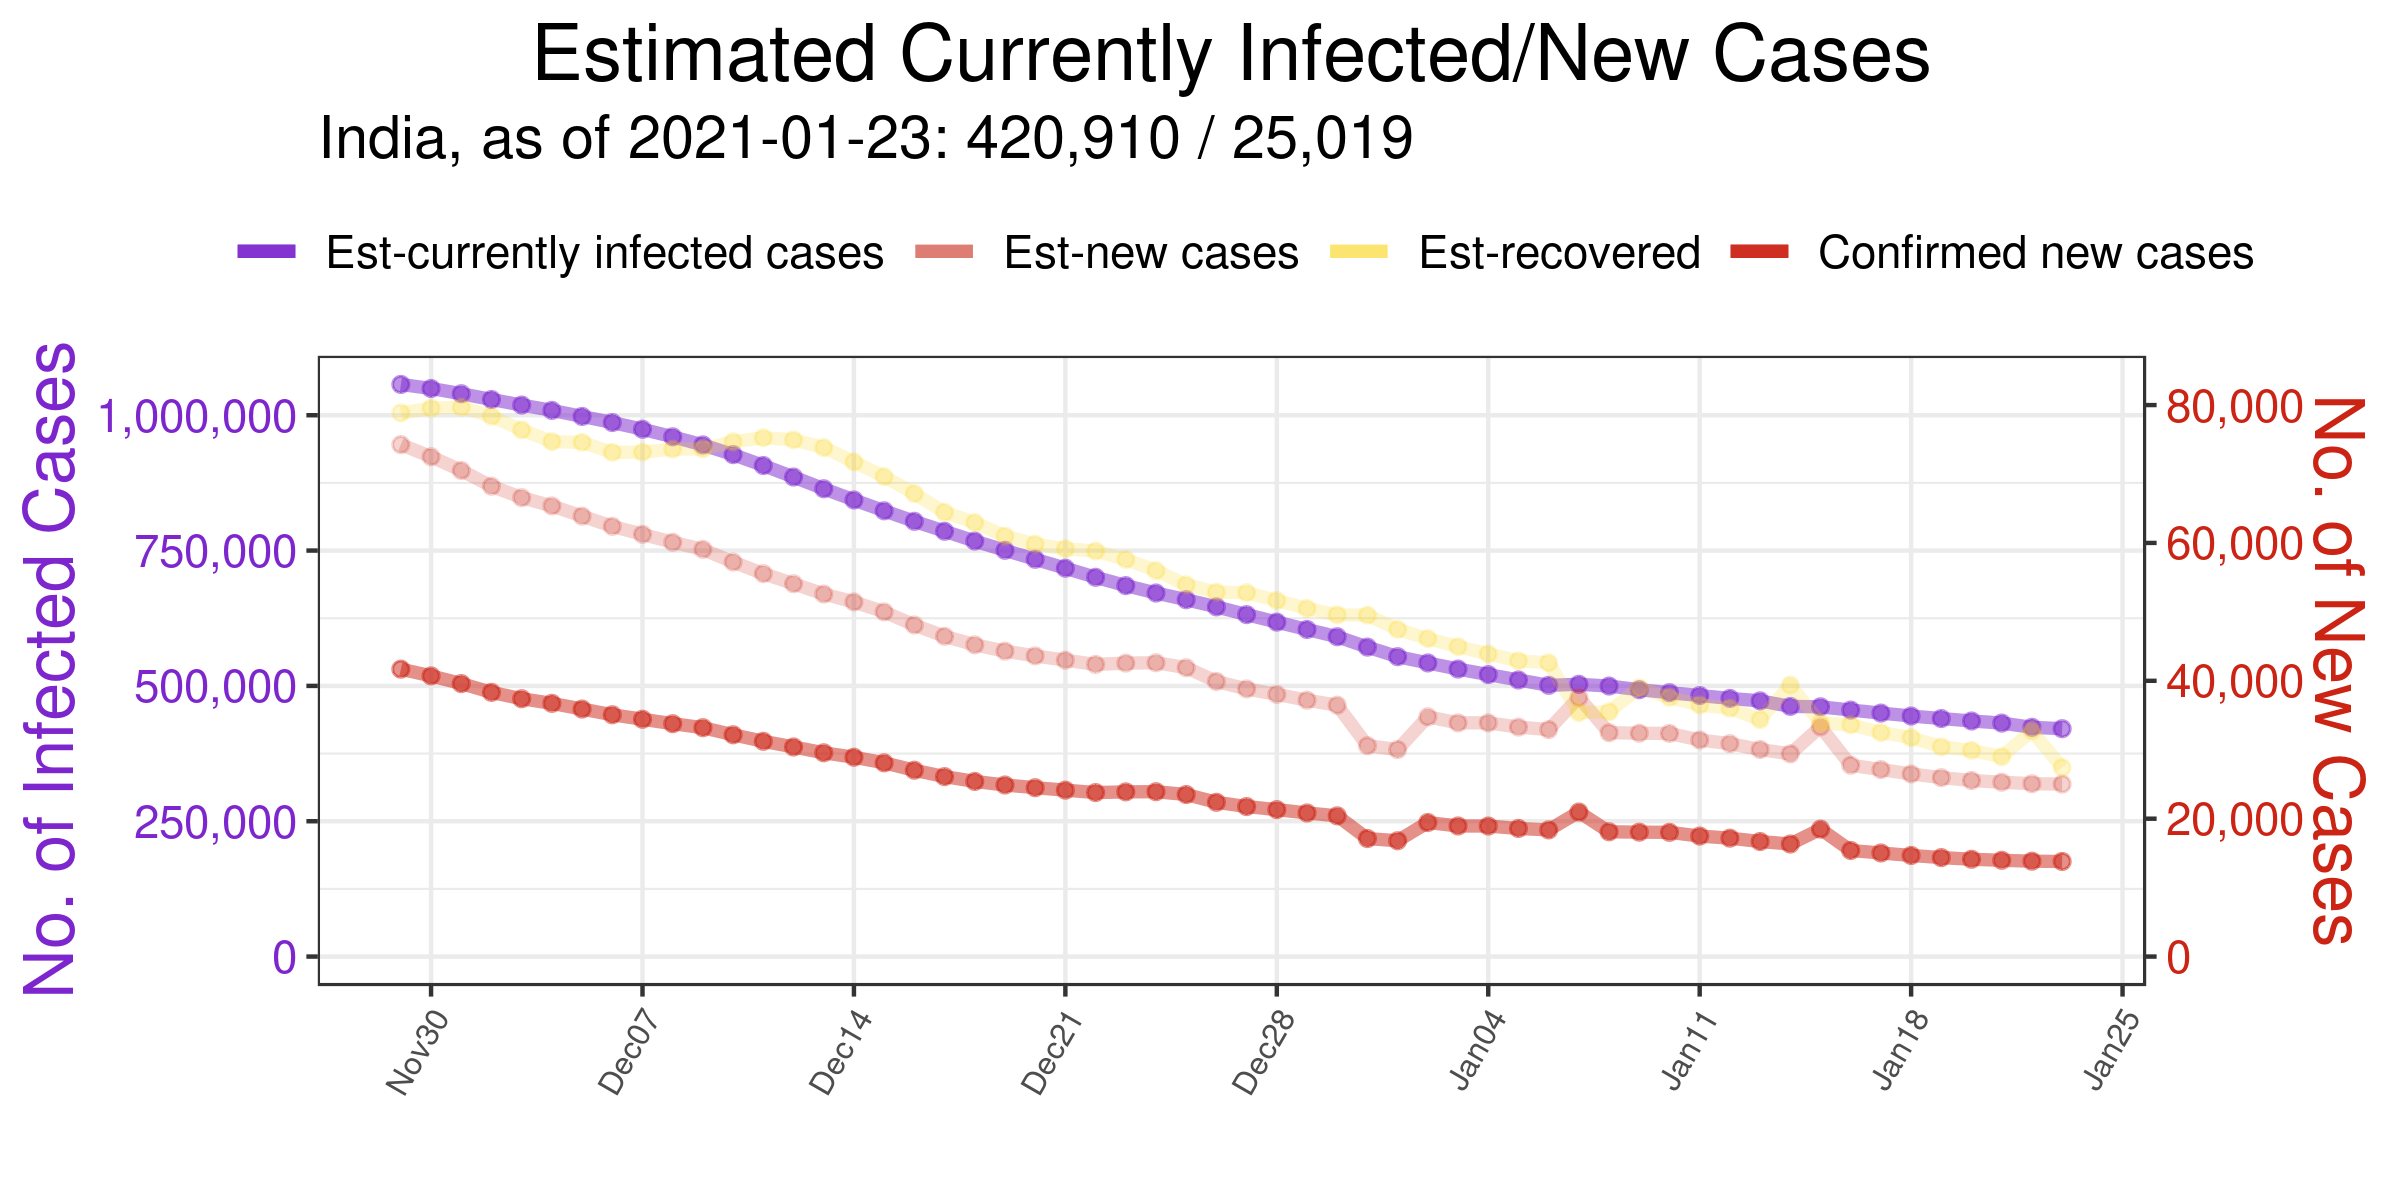 Estimated Currently Infected/New Cases
India, as of 2021-01-23: 420,910 / 25,019
Est-currently infected cases Est-new cases Est-recovered Confirmed new cases
No. of Infected Cases
1,000,000
750,000
500,000
250,000
0
80,000
60,000
40,000
20,000
0
No. of New Cases
Nov30 Dec07 Dec14 Dec21 Dec28 Jan04 Jan11 Jan18 Jan25